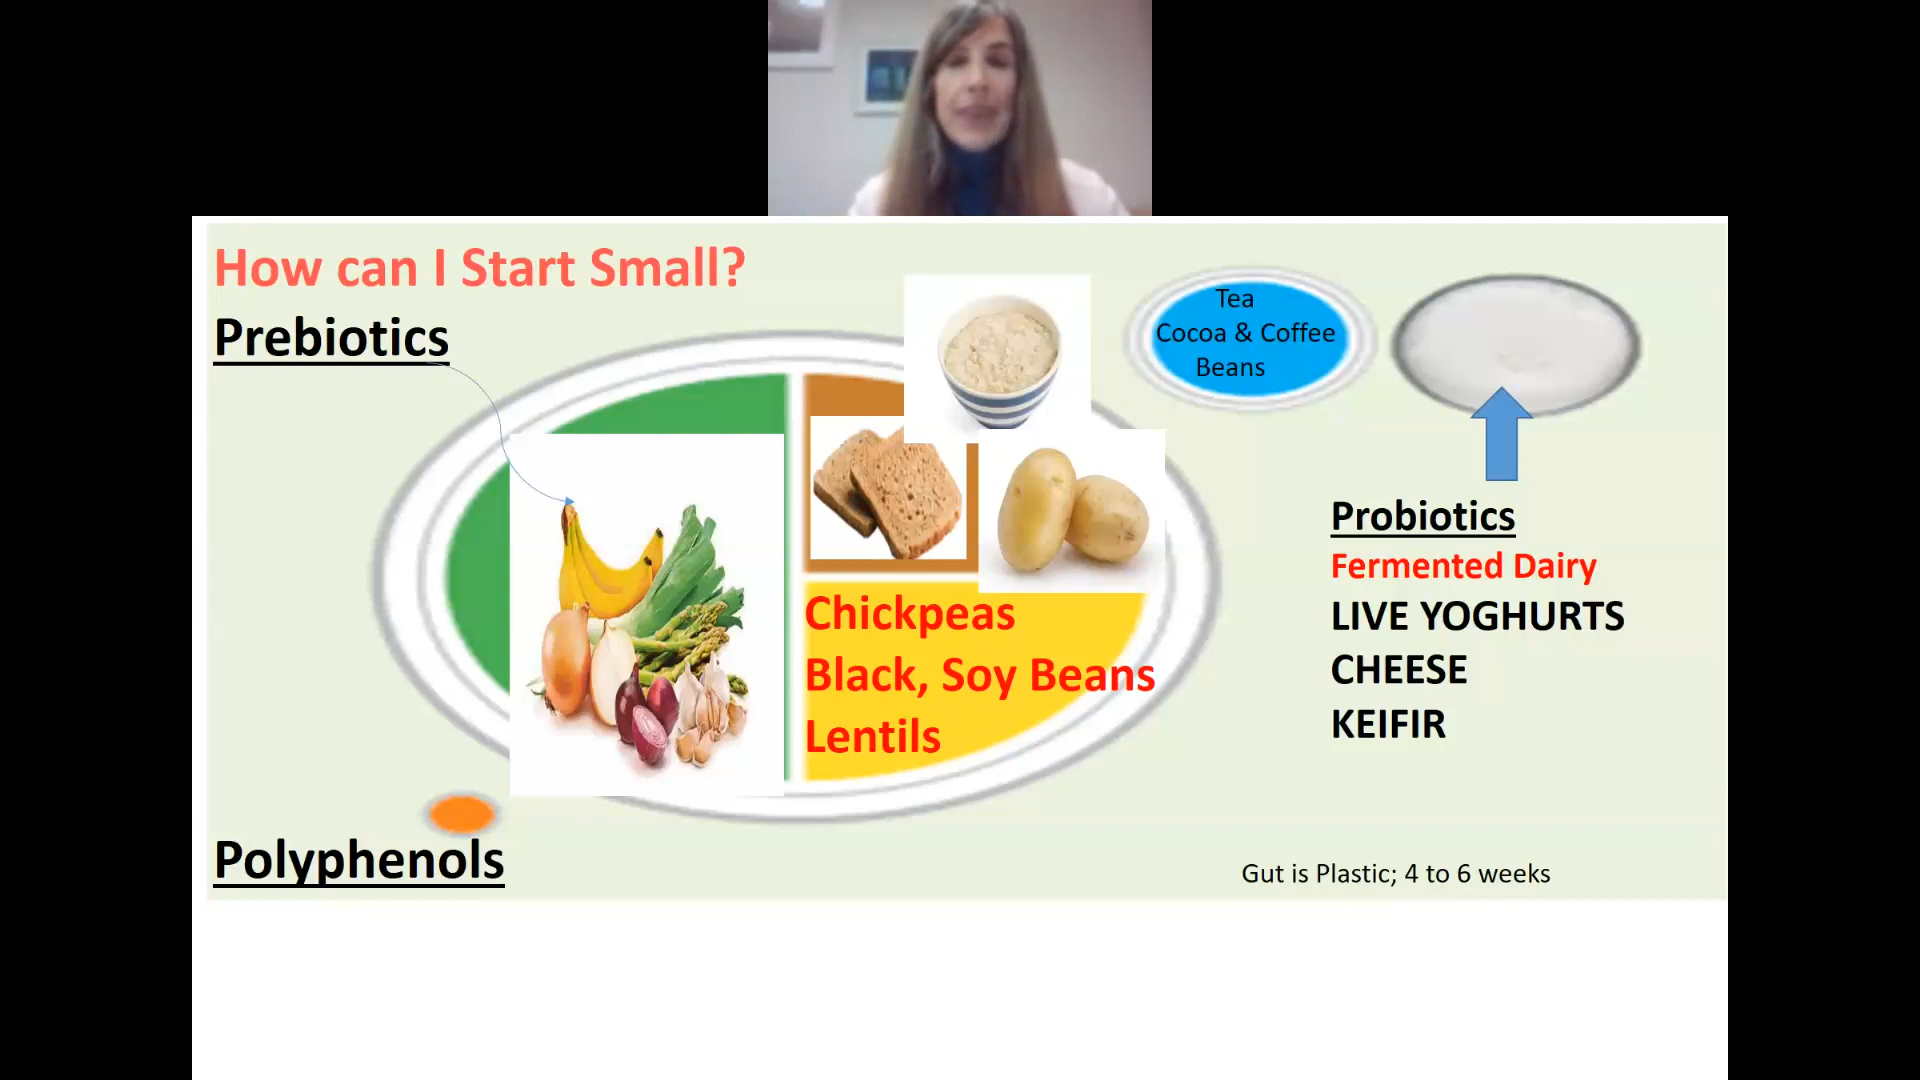 How can I Start Small?
Prebiotics
Tea
Cocoa & Coffee
Beans
Chickpeas
Black, Soy Beans
Lentils
Probiotics
Fermented Dairy
LIVE YOGHURTS
CHEESE
KEIFIR
Polyphenols
Gut is Plastic; 4 to 6 weeks